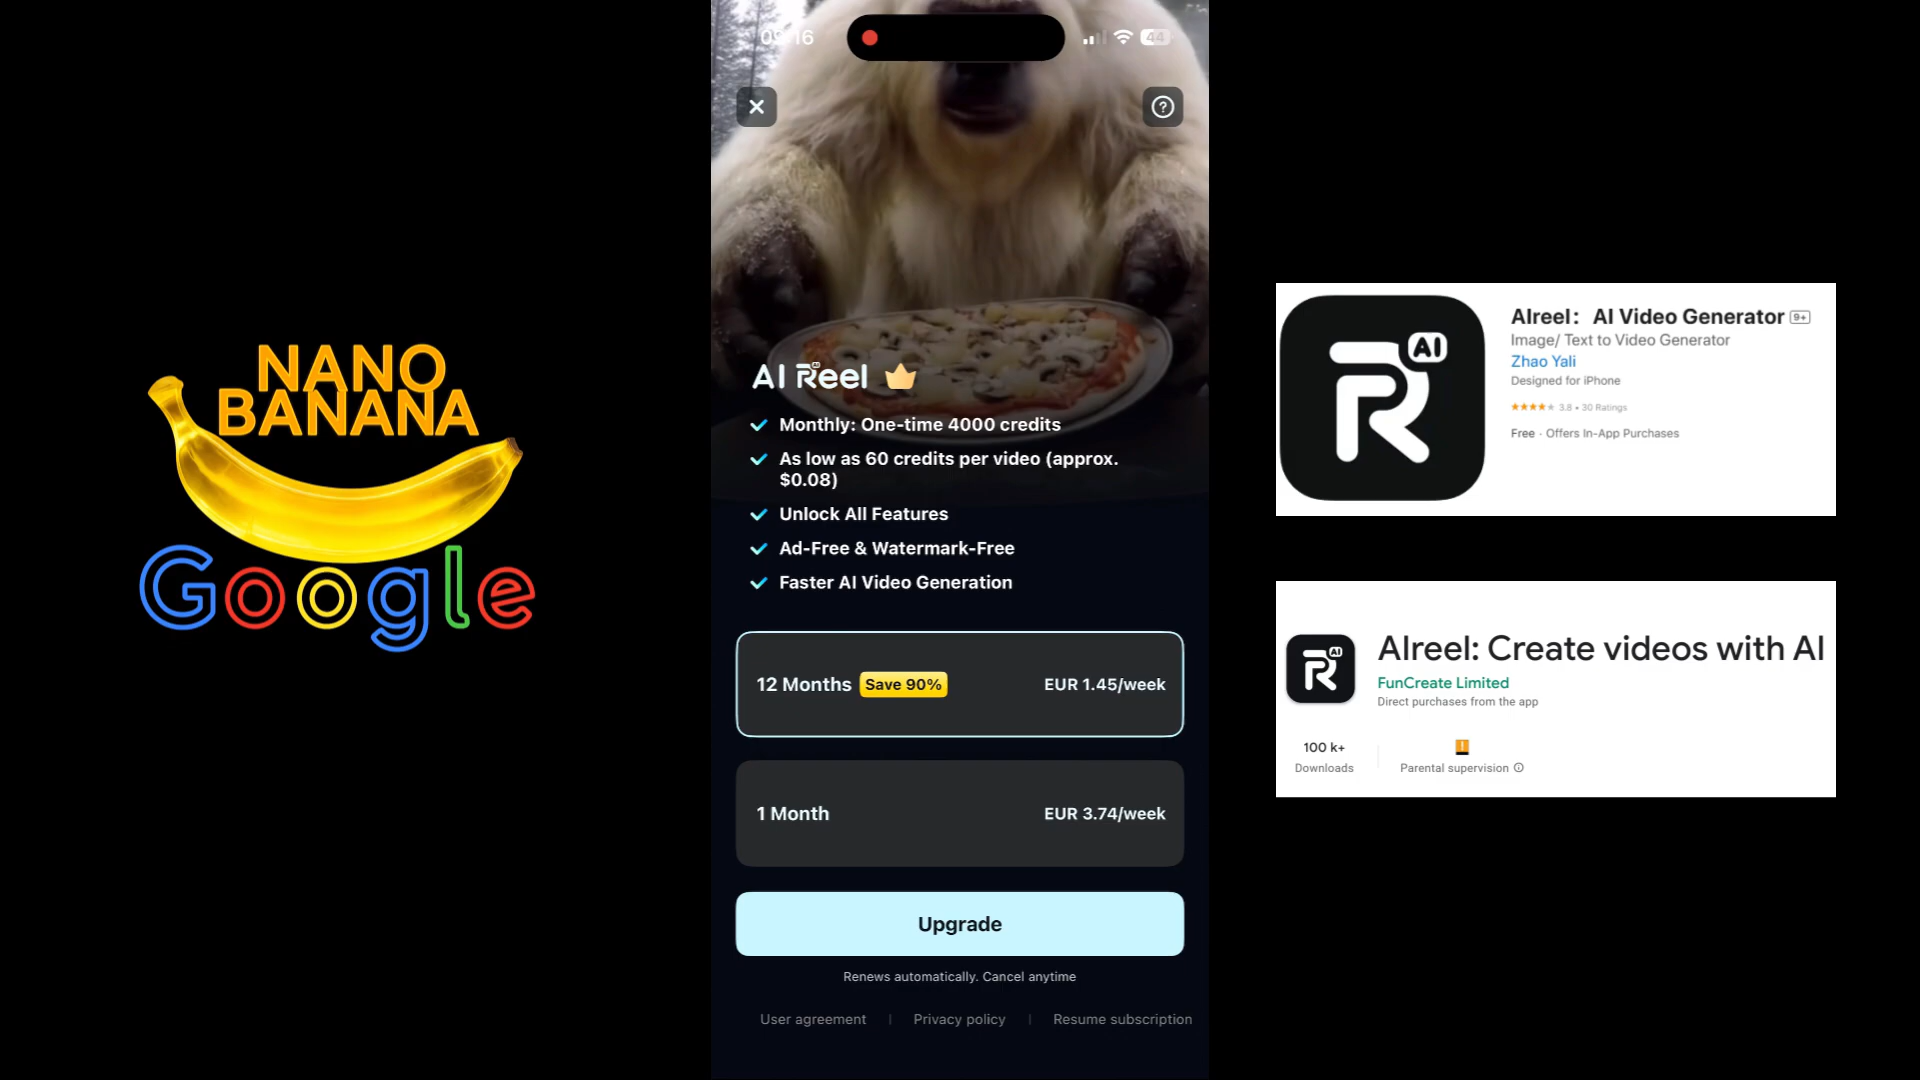 NANO
BANANA
Google
09:16
44
AI Reel
Monthly: One-time 4000 credits
As low as 60 credits per video (approx.
$0.08)
Unlock All Features
Ad-Free & Watermark-Free
Faster AI Video Generation
12 Months Save 90% EUR 1.45/week
1 Month EUR 3.74/week
Upgrade
Renews automatically. Cancel anytime
User agreement | Privacy policy | Resume subscription
R AI
AIreel: AI Video Generator 9+
Image/ Text to Video Generator
Zhao Yali
Designed for iPhone
3.8 • 30 Ratings
Free · Offers In-App Purchases
R AI
AIreel: Create videos with AI
FunCreate Limited
Direct purchases from the app
100 k+
Downloads
Parental supervision